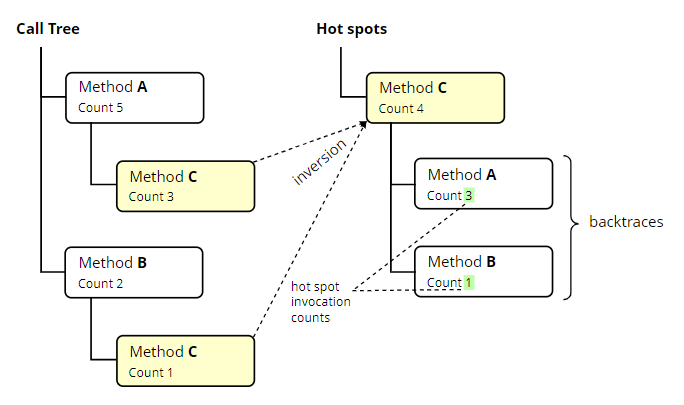 Call Tree
Method A
Count 5
Method C
Count 3
Method B
Count 2
Method C
Count 1
Hot spots
Method C
Count 4
inversion
Method A
Count 3
Method B
Count 1
backtraces
hot spot
invocation
counts